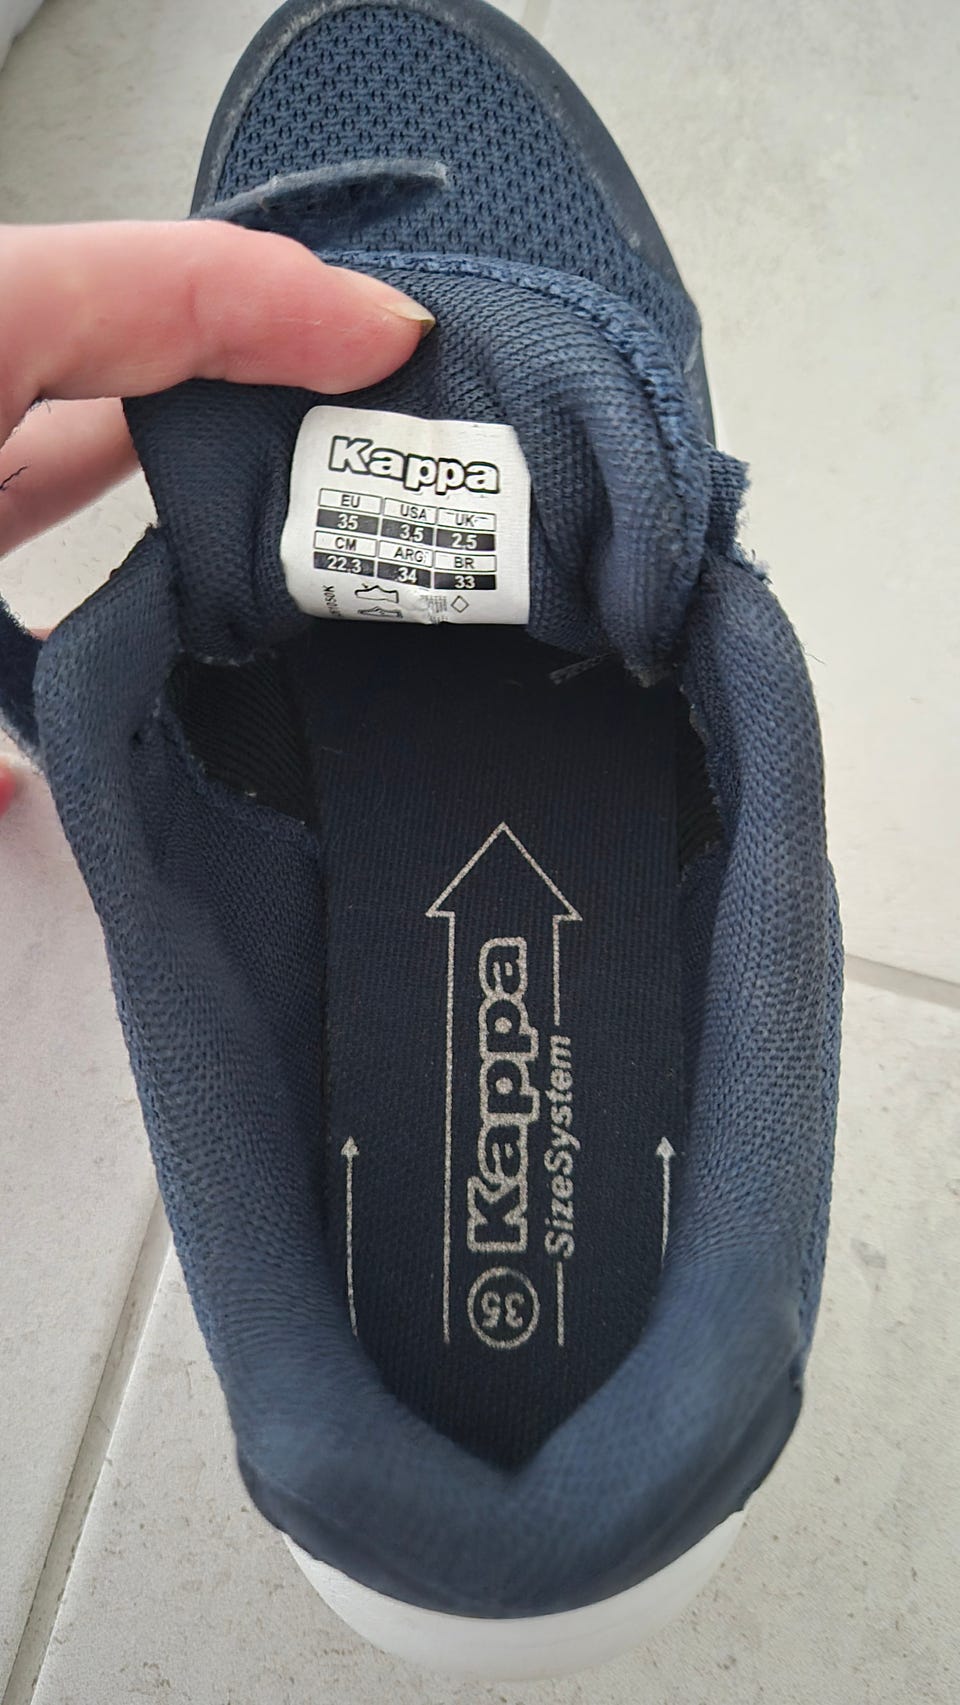 Kappa
EU USA UK
35 3.5 2.5
CM ARG BR
22.3 34 33
Kappa
SizeSystem
35